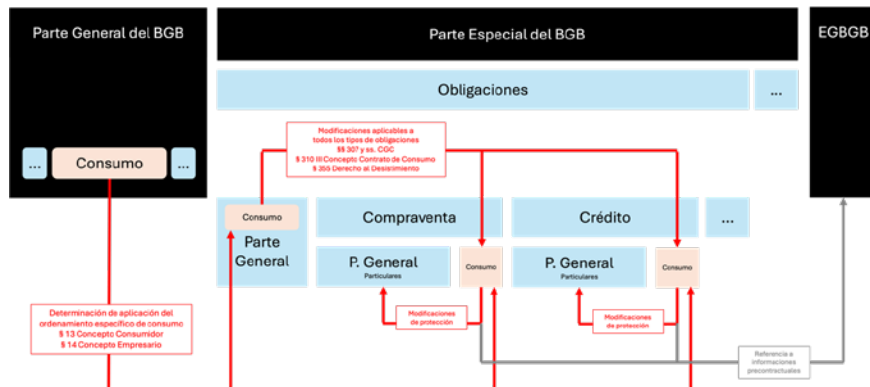 Parte General del BGB
Parte Especial del BGB
EGBGB
Obligaciones
...
...
Consumo
...
Modificaciones aplicables a
todos los tipos de obligaciones
§§ 307 y ss. CGC
§ 310 III Concepto Contrato de Consumo
§ 355 Derecho al Desistimiento
Consumo
Parte
General
Compraventa
Crédito
...
P. General
Particulares
Consumo
P. General
Particulares
Consumo
Modificaciones
de protección
Modificaciones
de protección
Determinación de aplicación del
ordenamiento específico de consumo
§ 13 Concepto Consumidor
§ 14 Concepto Empresario
Referencia a
informaciones
precontractuales